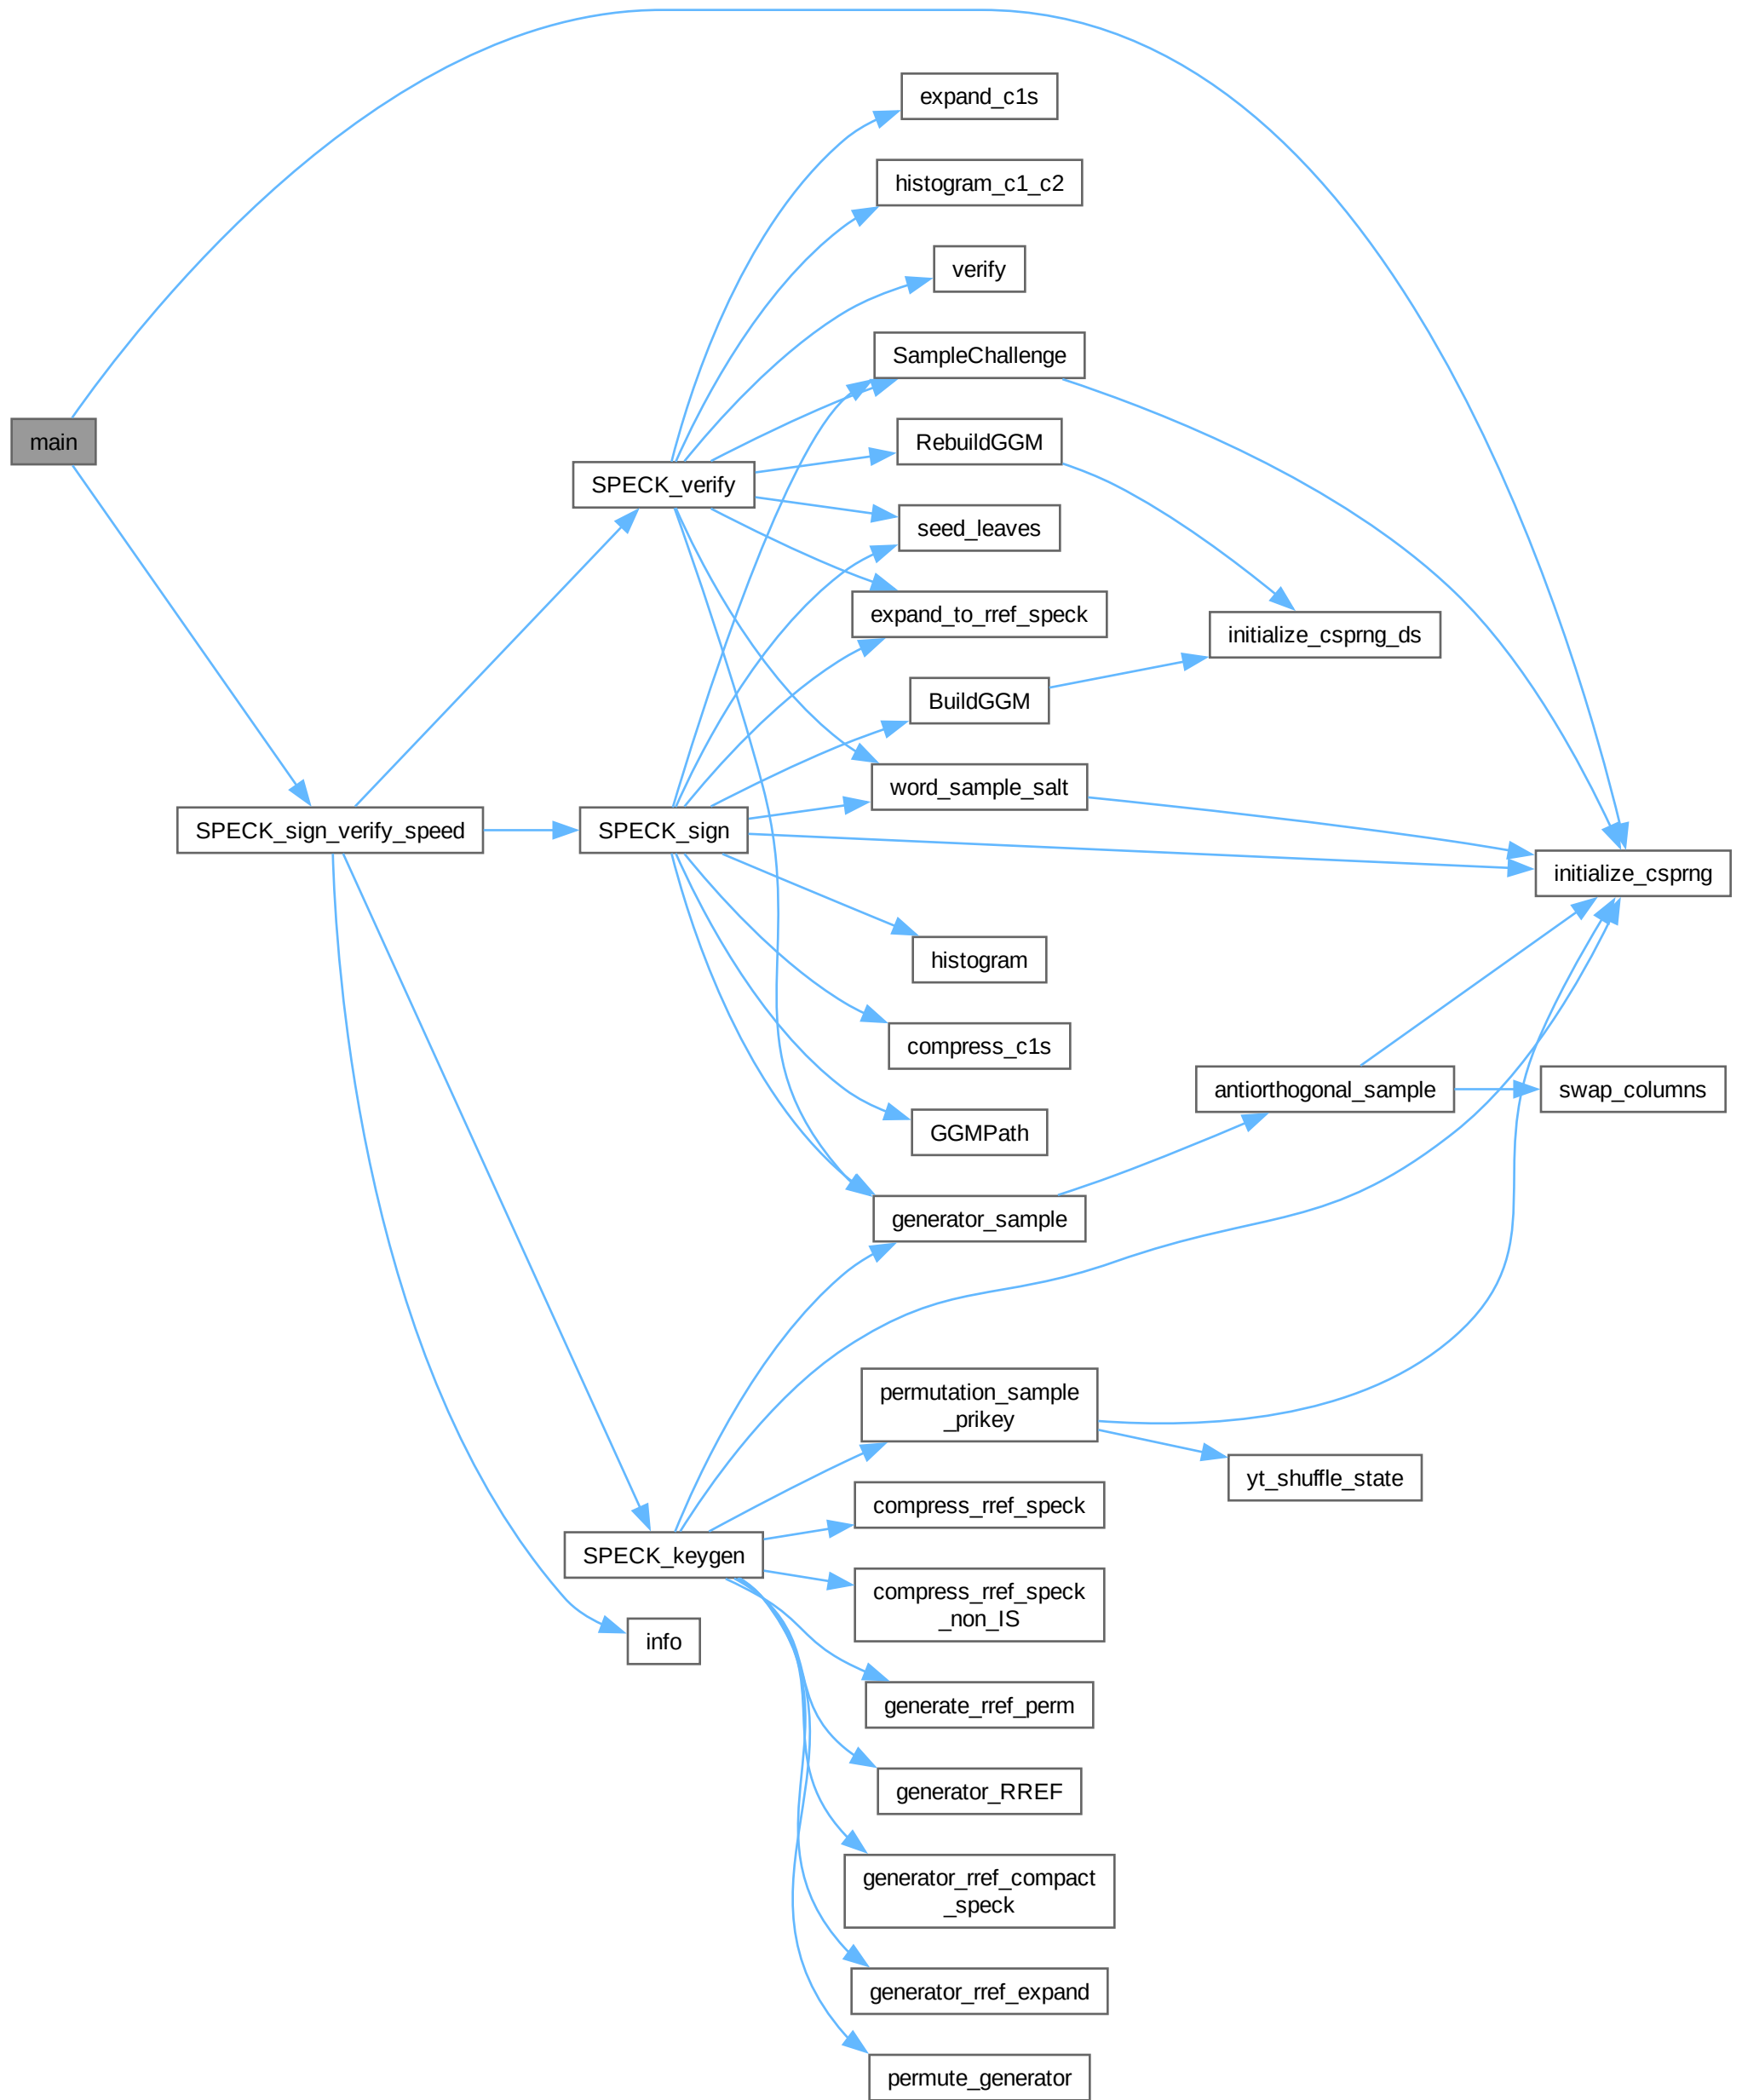 expand_c1s
histogram_c1_c2
verify
SampleChallenge
main
RebuildGGM
SPECK_verify
seed_leaves
expand_to_rref_speck
initialize_csprng_ds
BuildGGM
word_sample_salt
SPECK_sign_verify_speed
SPECK_sign
initialize_csprng
histogram
compress_c1s
antiorthogonal_sample
swap_columns
GGMPath
generator_sample
permutation_sample
_prikey
yt_shuffle_state
compress_rref_speck
SPECK_keygen
compress_rref_speck
_non_IS
info
generate_rref_perm
generator_RREF
generator_rref_compact
_speck
generator_rref_expand
permute_generator